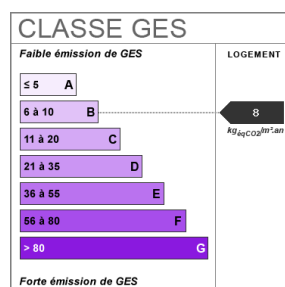 CLASSE GES
Faible émission de GES
LOGEMENT
≤ 5 A
6 à 10 B
8
kgéqCO2/m².an
11 à 20 C
21 à 35 D
36 à 55 E
56 à 80 F
> 80 G
Forte émission de GES